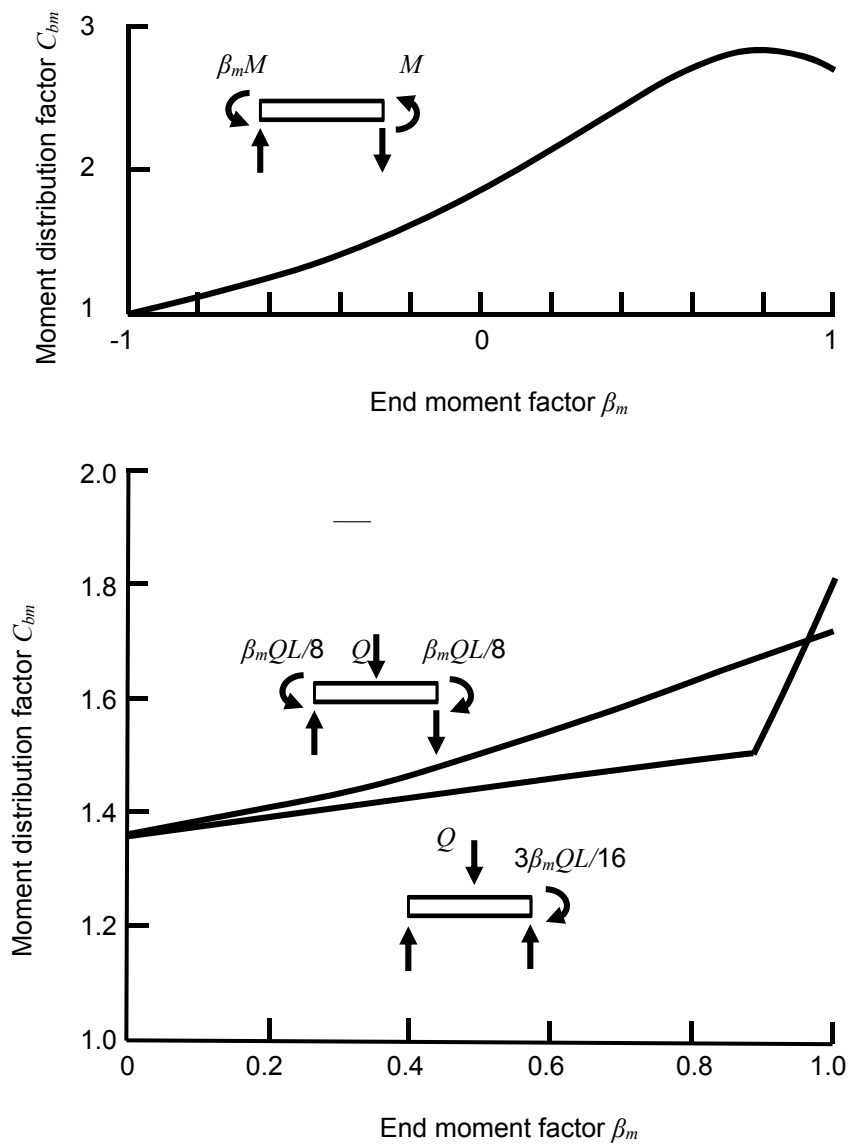 Moment distribution factor Cbm
3
2
1
βmM
M
-1
0
1
End moment factor βm
Moment distribution factor Cbm
2.0
1.8
1.6
1.4
1.2
1.0
βmQL/8
Q
βmQL/8
Q
3βmQL/16
0
0.2
0.4
0.6
0.8
1.0
End moment factor βm